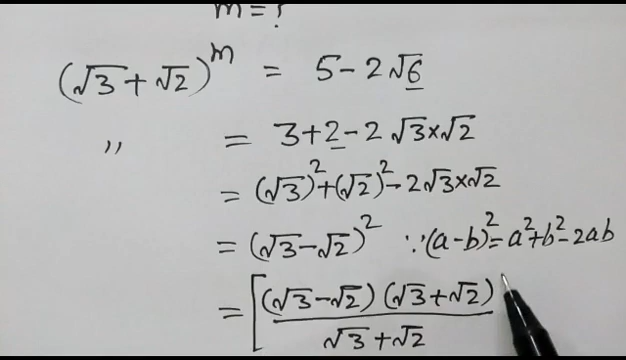 m = ?
(√3 + √2)^m = 5 - 2√6
,, = 3 + 2 - 2√3×√2
= (√3)² + (√2)² - 2√3×√2
= (√3 - √2)² ∵ (a - b)² = a² + b² - 2ab
= [(√3 - √2)(√3 + √2)
√3 + √2